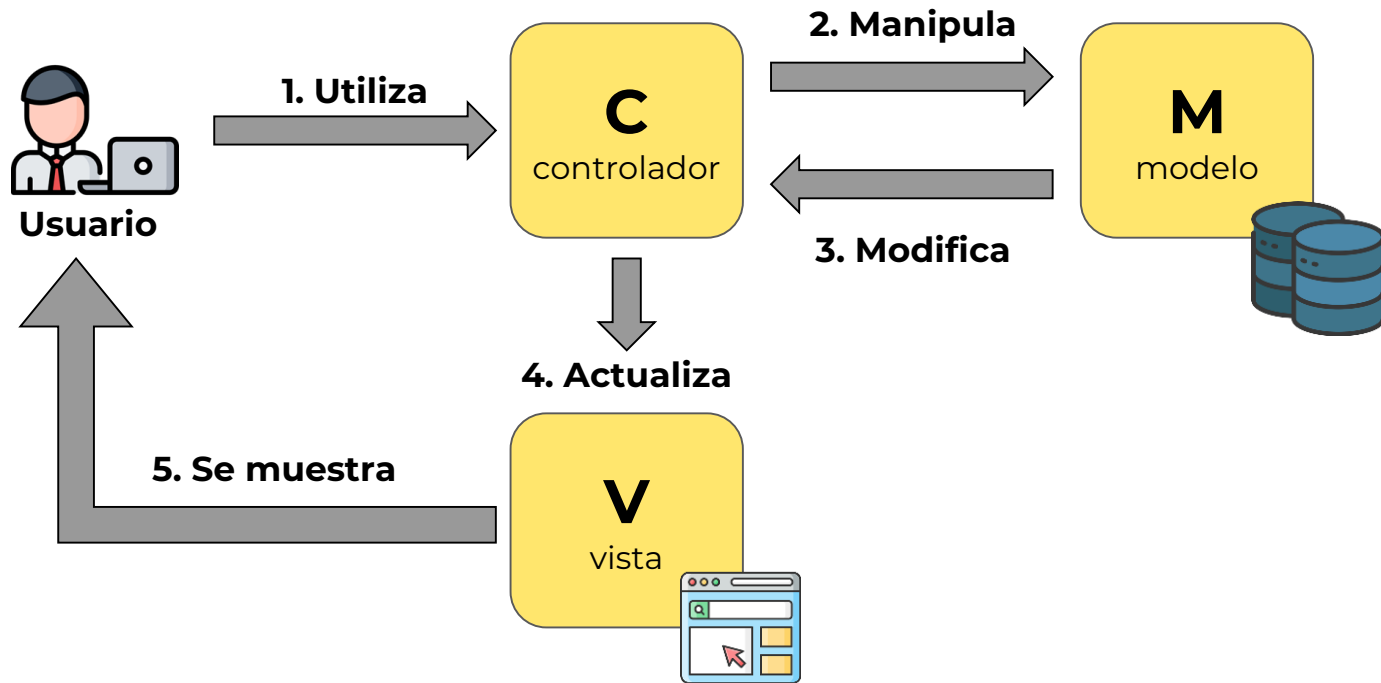 2. Manipula
1. Utiliza
C
controlador
M
modelo
Usuario
3. Modifica
4. Actualiza
5. Se muestra
V
vista